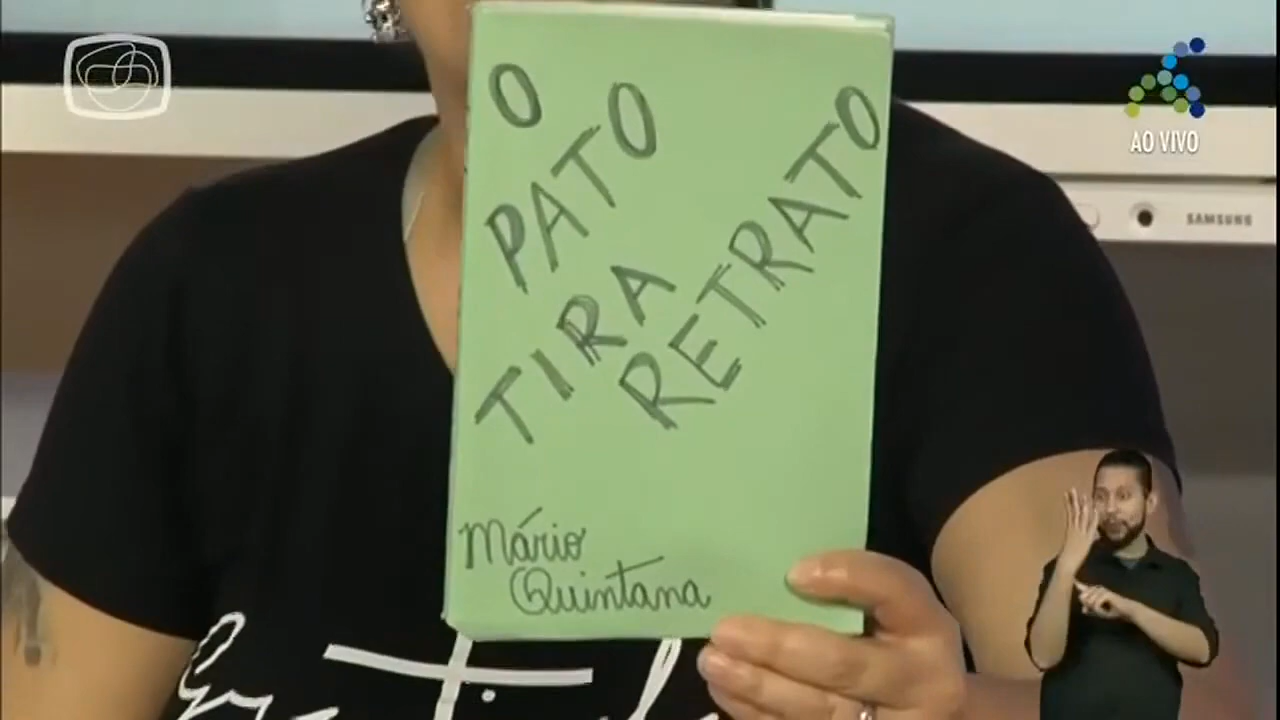 O
PATO
TIRA
RETRATO
Mário
Quintana
AO VIVO
SAMSUNG